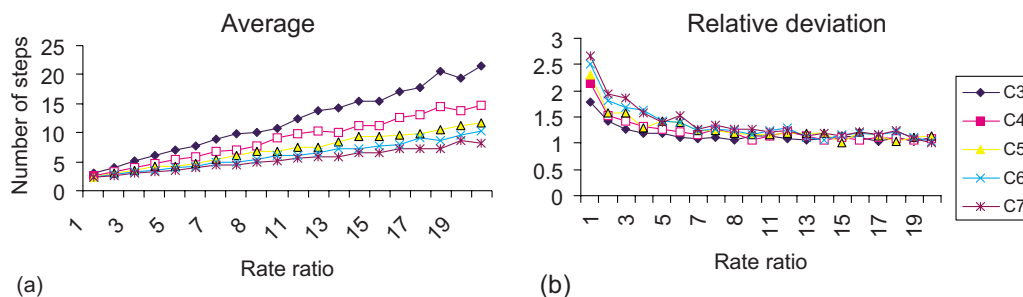 Average
Number of steps
25
20
15
10
5
0
1 3 5 7 9 11 13 15 17 19
Rate ratio
(a)
Relative deviation
3
2.5
2
1.5
1
0.5
0
1 3 5 7 9 11 13 15 17 19
Rate ratio
(b)
C3
C4
C5
C6
C7